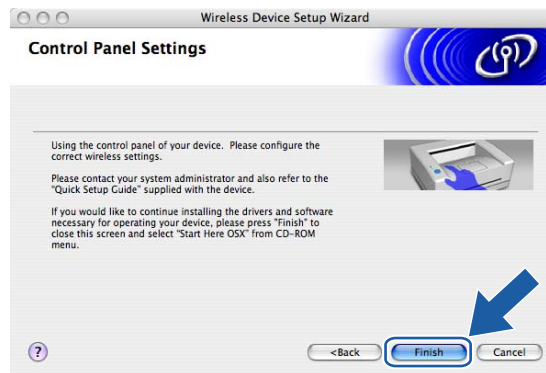 Wireless Device Setup Wizard
Control Panel Settings
Using the control panel of your device. Please configure the
correct wireless settings.
Please contact your system administrator and also refer to the
"Quick Setup Guide" supplied with the device.
If you would like to continue installing the drivers and software
necessary for operating your device, please press "Finish" to
close this screen and select "Start Here OSX" from CD-ROM
menu.
?
<Back
Finish
Cancel